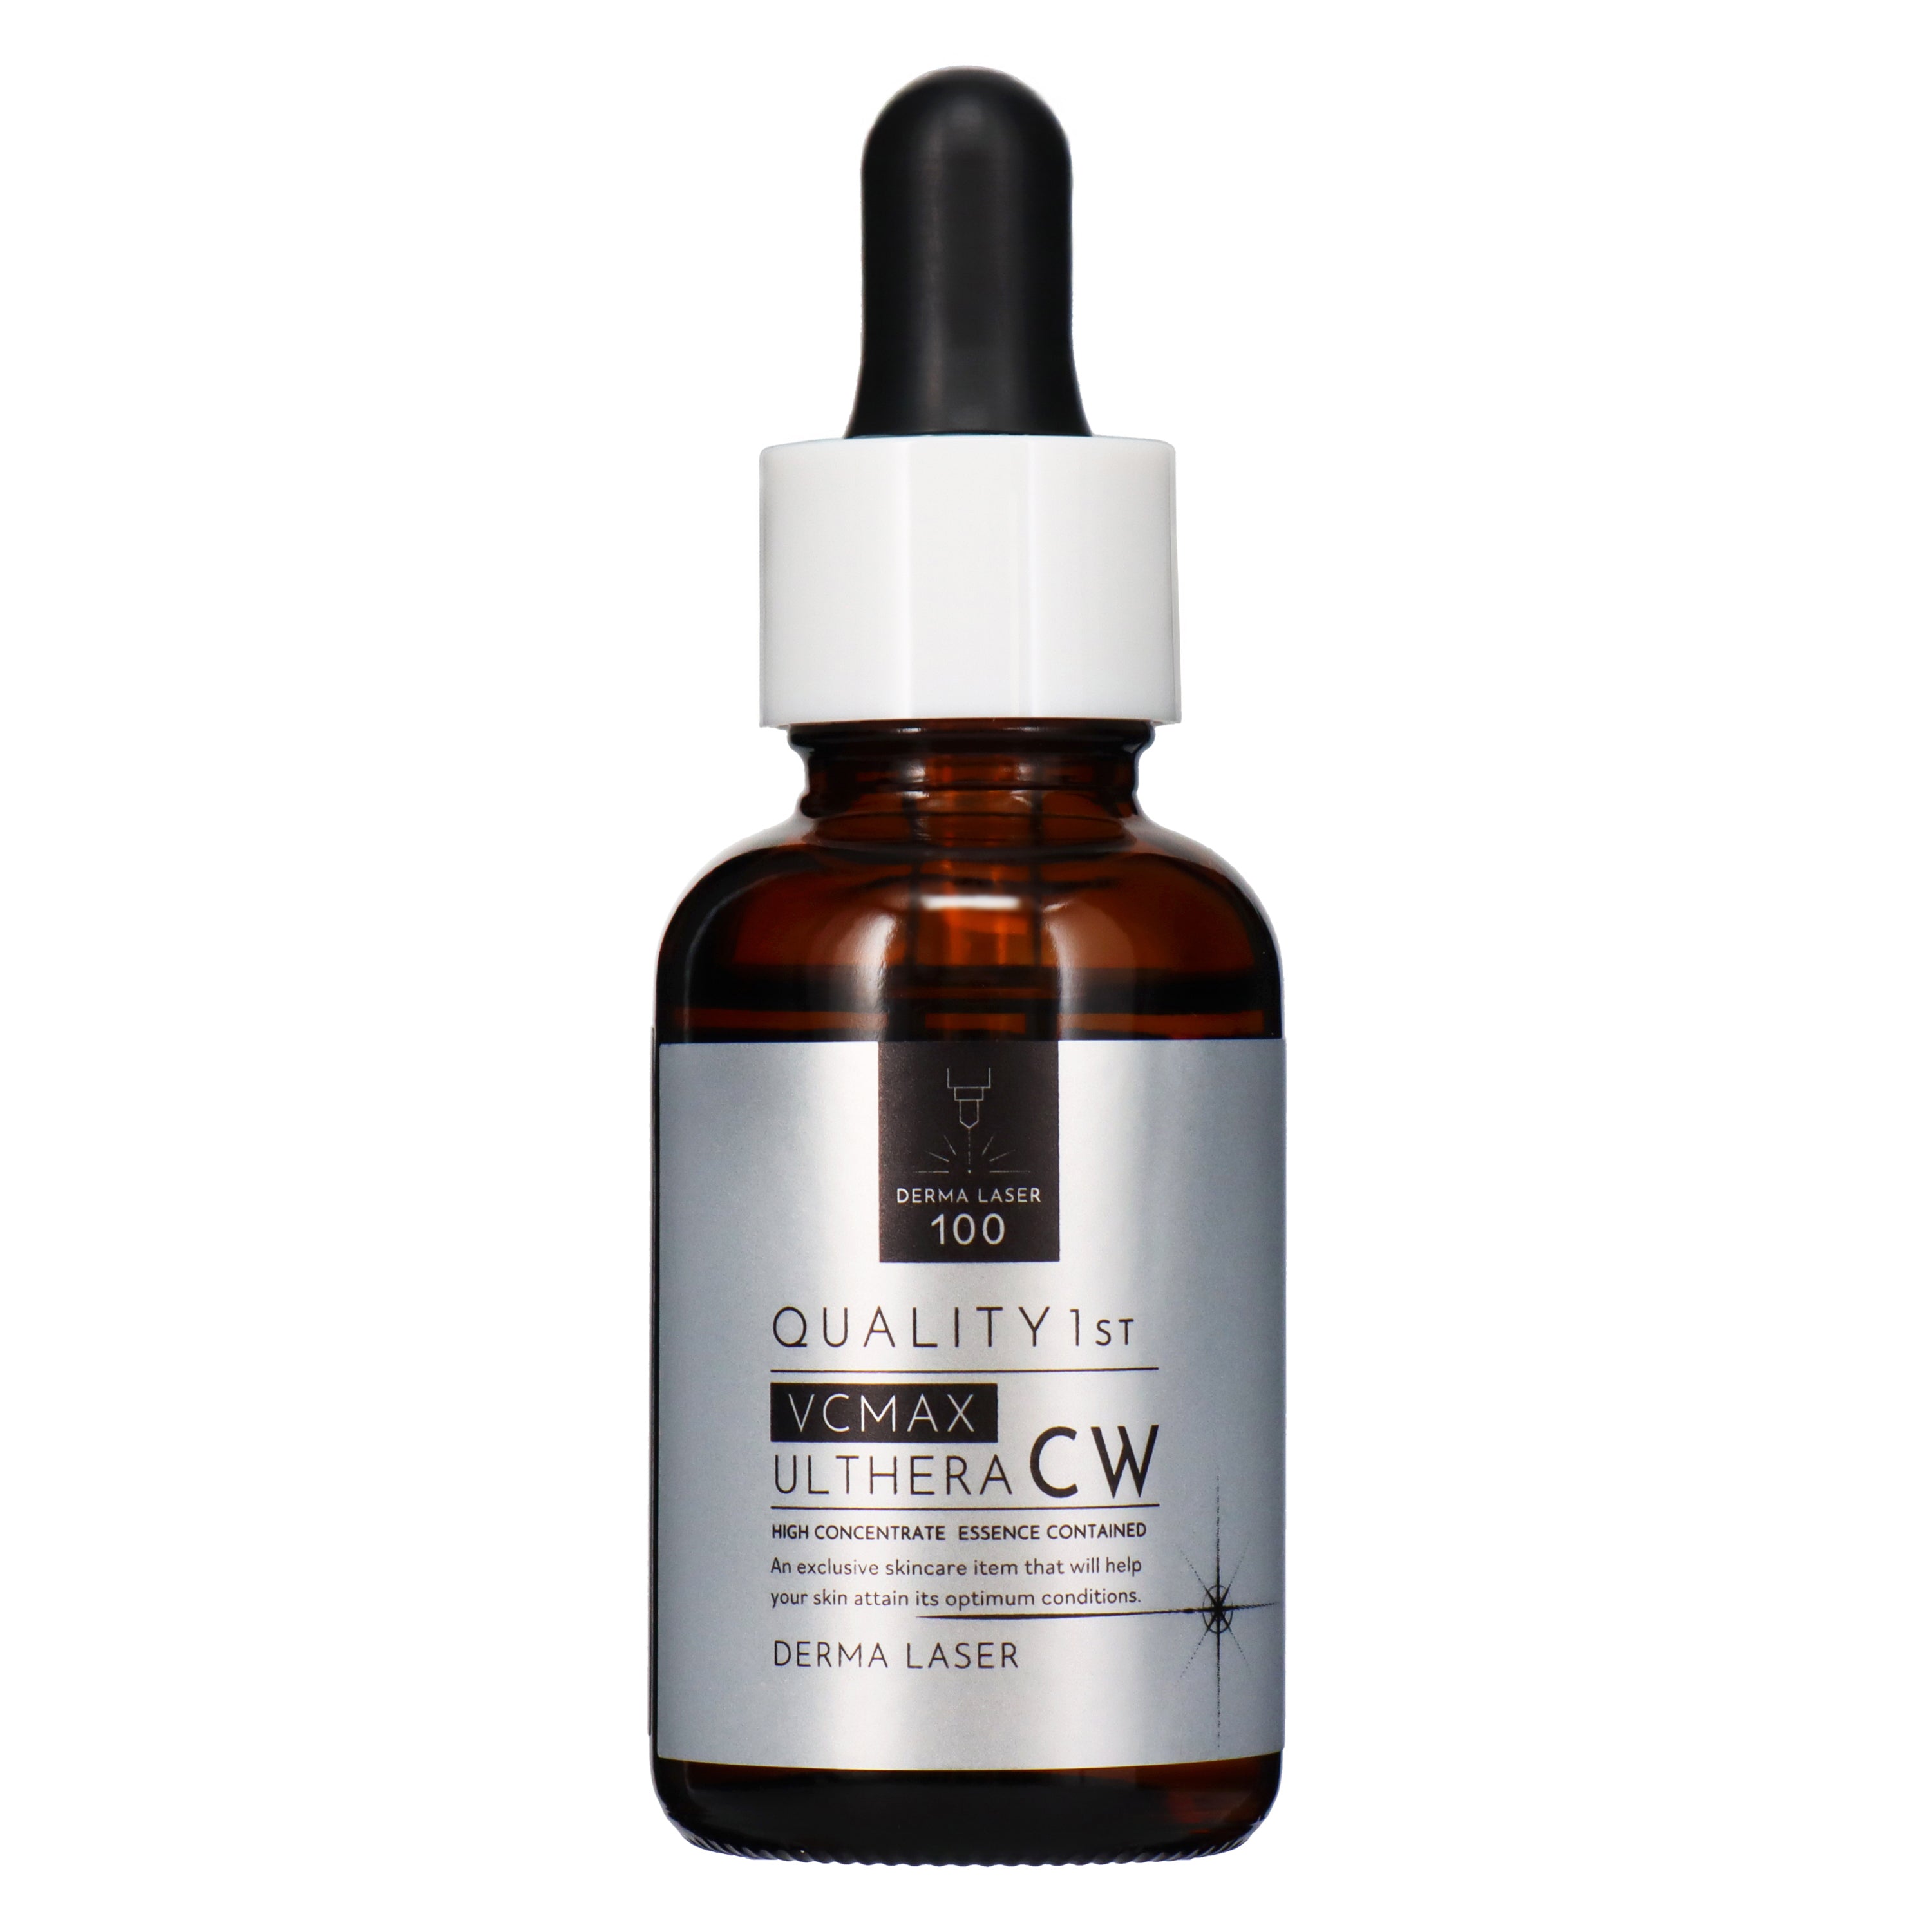 DERMA LASER
100
QUALITY 1ST
VCMAX
ULTHERA CW
HIGH CONCENTRATE ESSENCE CONTAINED
An exclusive skincare item that will help
your skin attain its optimum conditions.
DERMA LASER